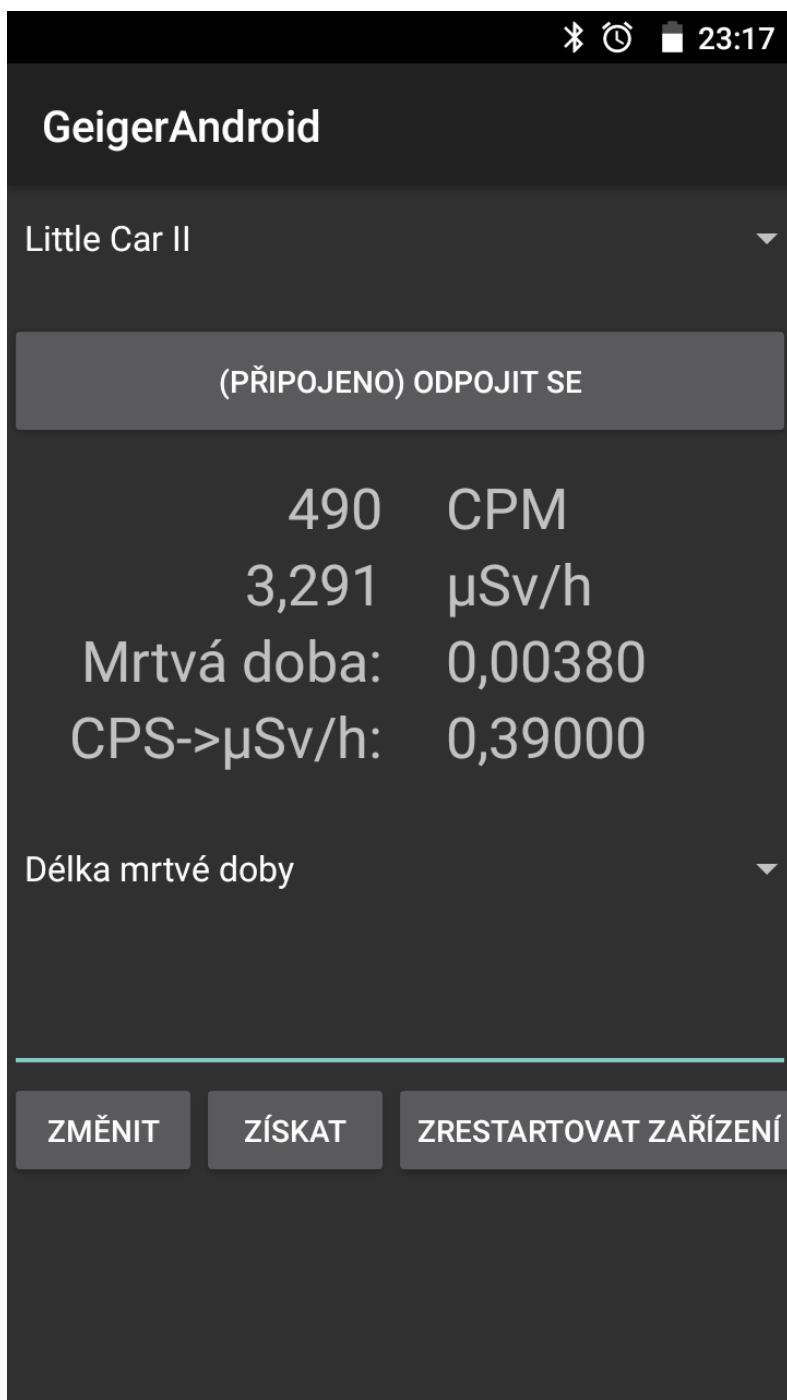 23:17
GeigerAndroid
Little Car II
(PŘIPOJENO) ODPOJIT SE
490 CPM
3,291 µSv/h
Mrtvá doba: 0,00380
CPS->µSv/h: 0,39000
Délka mrtvé doby
ZMĚNIT ZÍSKAT ZRESTARTOVAT ZAŘÍZENÍ